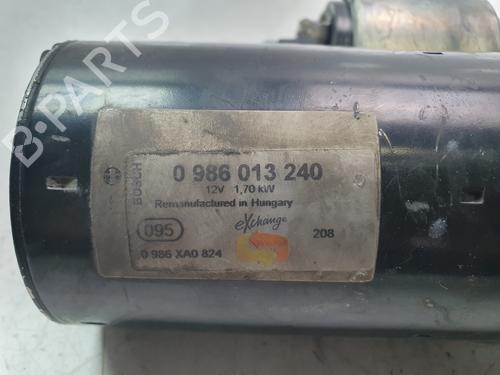 B-PARTS
BOSCH
0 986 013 240
12V 1,70 kW
Remanufactured in Hungary
eXchange
095
208
0 986 XA0 824